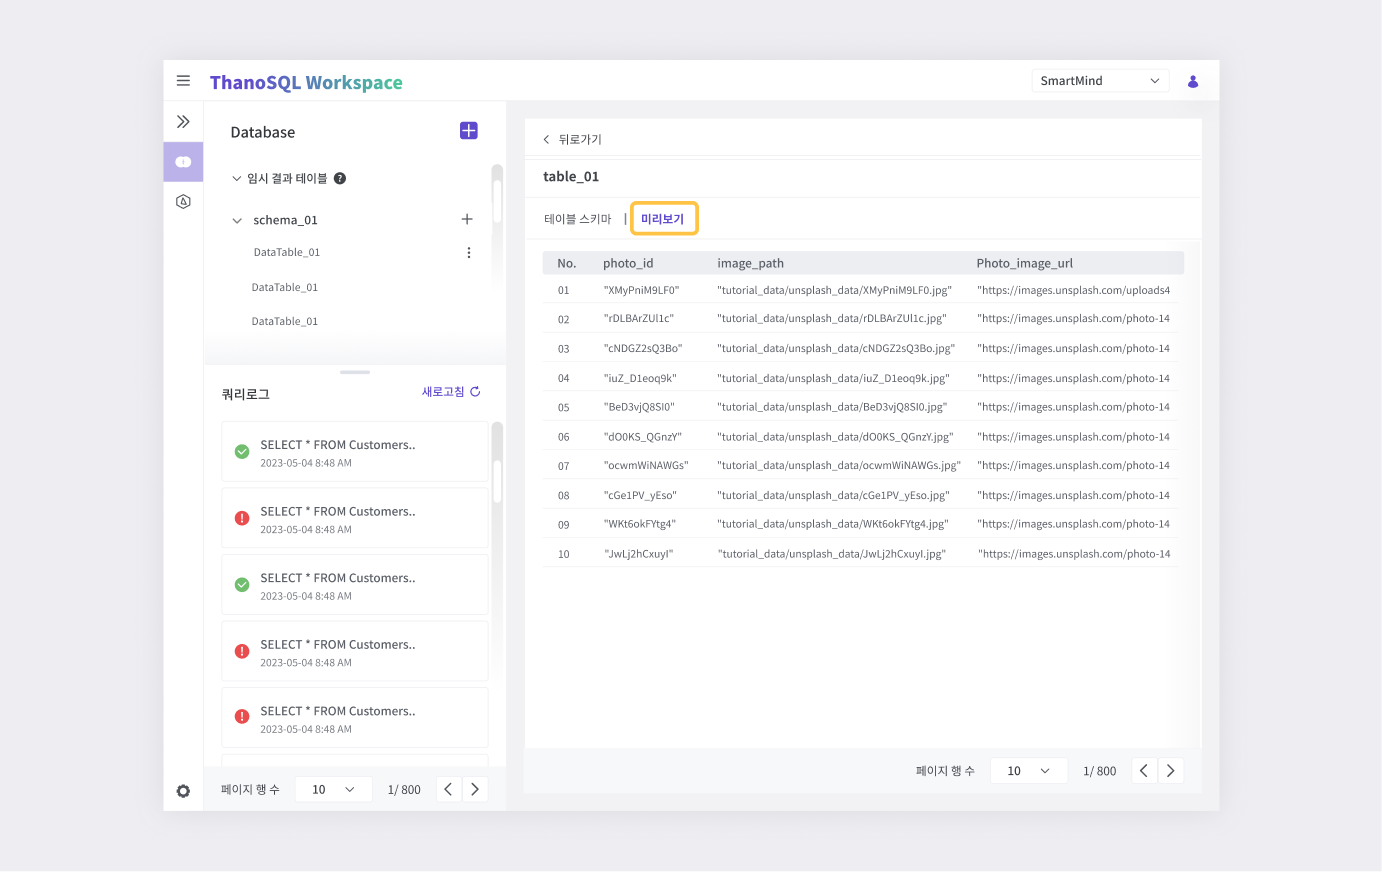 ThanoSQL Workspace
SmartMind
Database
임시 결과 테이블 ?
schema_01
DataTable_01
DataTable_01
DataTable_01
쿼리로그
새로고침
SELECT * FROM Customers..
2023-05-04 8:48 AM
SELECT * FROM Customers..
2023-05-04 8:48 AM
SELECT * FROM Customers..
2023-05-04 8:48 AM
SELECT * FROM Customers..
2023-05-04 8:48 AM
SELECT * FROM Customers..
2023-05-04 8:48 AM
페이지 행 수 10 1/ 800
뒤로가기
table_01
테이블 스키마 | 미리보기
No. photo_id image_path Photo_image_url
01 "XMyPniM9LF0" "tutorial_data/unsplash_data/XMyPniM9LF0.jpg" "https://images.unsplash.com/uploads4
02 "rDLBArZUl1c" "tutorial_data/unsplash_data/rDLBArZUl1c.jpg" "https://images.unsplash.com/photo-14
03 "cNDGZ2sQ3Bo" "tutorial_data/unsplash_data/cNDGZ2sQ3Bo.jpg" "https://images.unsplash.com/photo-14
04 "iuZ_D1eoq9k" "tutorial_data/unsplash_data/iuZ_D1eoq9k.jpg" "https://images.unsplash.com/photo-14
05 "BeD3vjQ8SI0" "tutorial_data/unsplash_data/BeD3vjQ8SI0.jpg" "https://images.unsplash.com/photo-14
06 "dO0KS_QGnzY" "tutorial_data/unsplash_data/dO0KS_QGnzY.jpg" "https://images.unsplash.com/photo-14
07 "ocwmWiNAWGs" "tutorial_data/unsplash_data/ocwmWiNAWGs.jpg" "https://images.unsplash.com/photo-14
08 "cGe1PV_yEso" "tutorial_data/unsplash_data/cGe1PV_yEso.jpg" "https://images.unsplash.com/photo-14
09 "WKt6okFYtg4" "tutorial_data/unsplash_data/WKt6okFYtg4.jpg" "https://images.unsplash.com/photo-14
10 "JwLj2hCxuyI" "tutorial_data/unsplash_data/JwLj2hCxuyI.jpg" "https://images.unsplash.com/photo-14
페이지 행 수 10 1/ 800